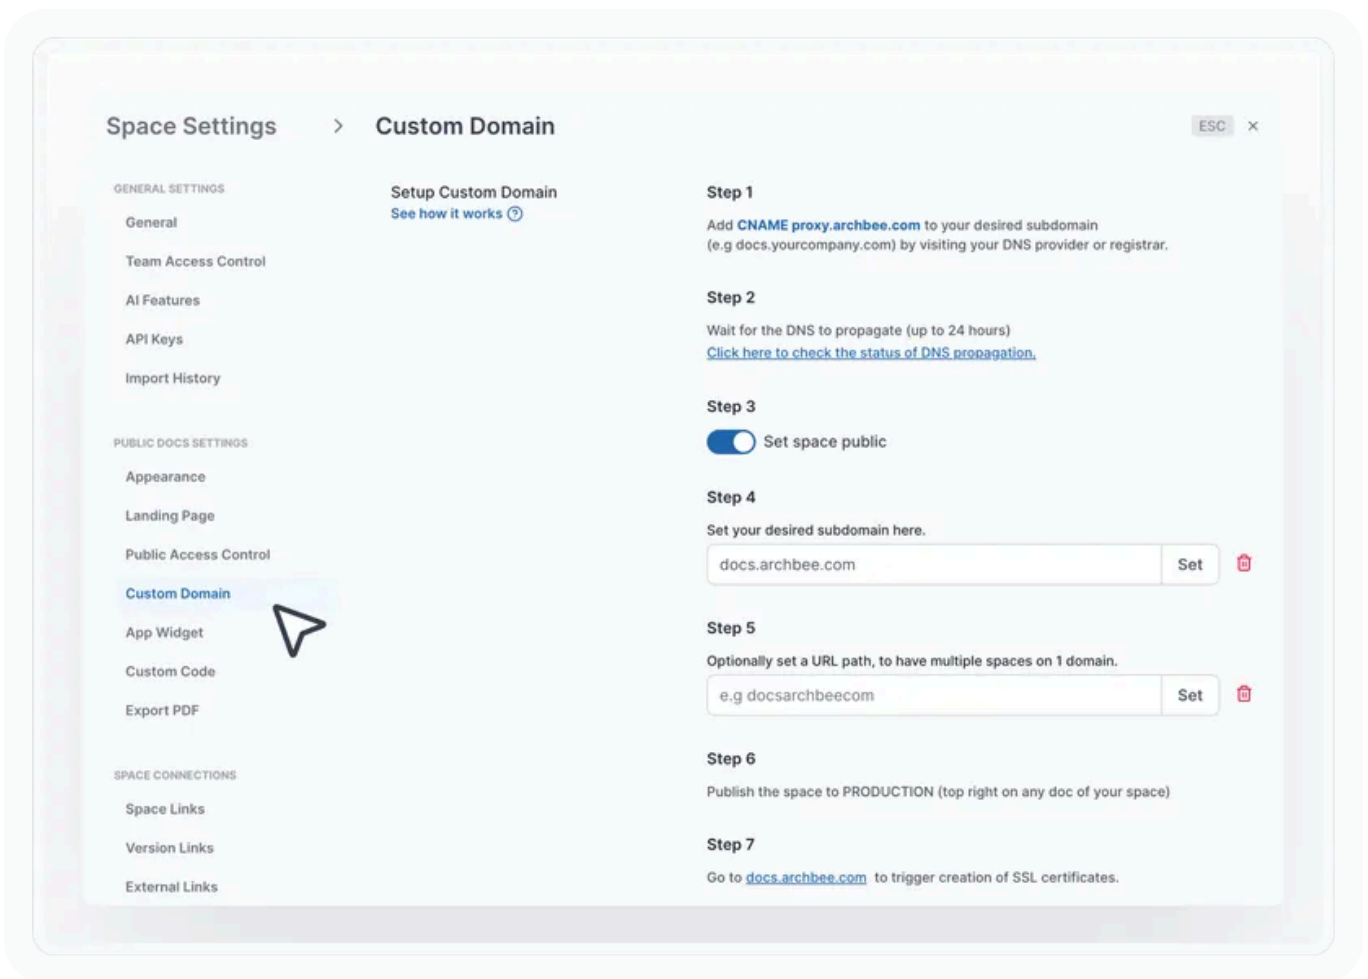 Space Settings > Custom Domain ESC ×
GENERAL SETTINGS
General
Team Access Control
AI Features
API Keys
Import History
PUBLIC DOCS SETTINGS
Appearance
Landing Page
Public Access Control
Custom Domain
App Widget
Custom Code
Export PDF
SPACE CONNECTIONS
Space Links
Version Links
External Links
Setup Custom Domain
See how it works ?
Step 1
Add CNAME proxy.archbee.com to your desired subdomain
(e.g docs.yourcompany.com) by visiting your DNS provider or registrar.
Step 2
Wait for the DNS to propagate (up to 24 hours)
Click here to check the status of DNS propagation.
Step 3
Set space public
Step 4
Set your desired subdomain here.
docs.archbee.com Set
Step 5
Optionally set a URL path, to have multiple spaces on 1 domain.
e.g docsarchbeecom Set
Step 6
Publish the space to PRODUCTION (top right on any doc of your space)
Step 7
Go to docs.archbee.com to trigger creation of SSL certificates.